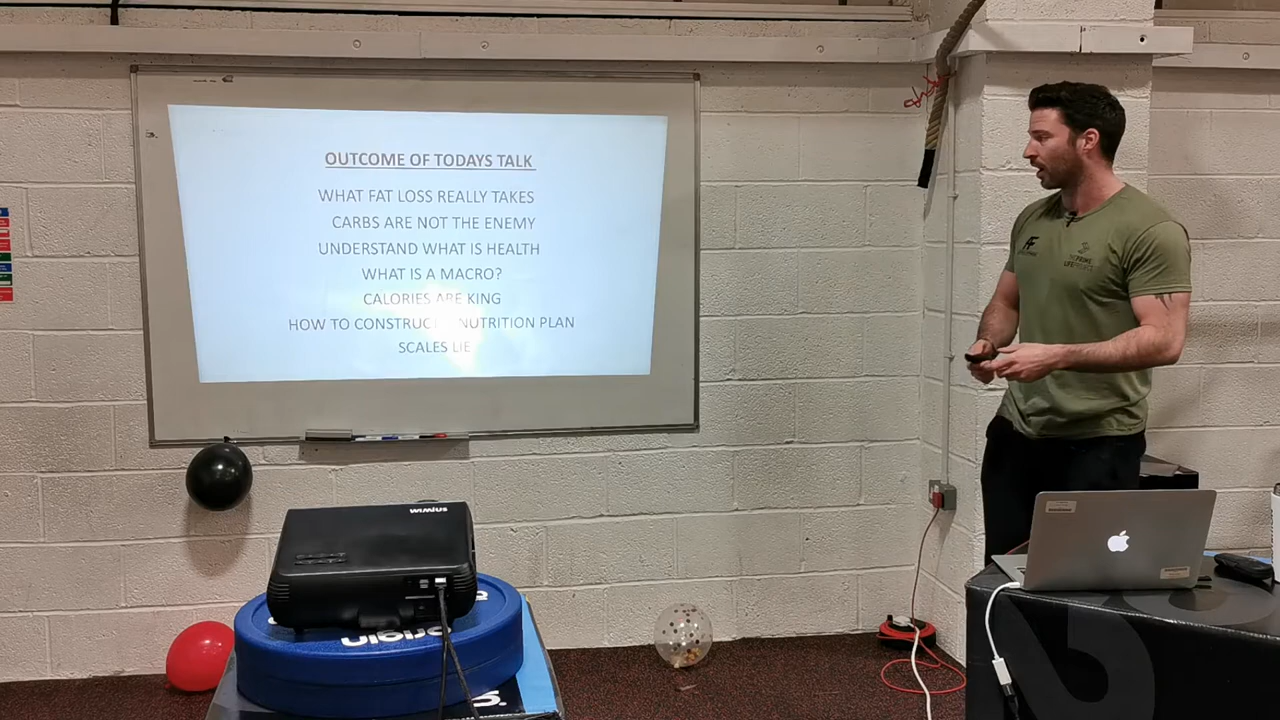 OUTCOME OF TODAYS TALK
WHAT FAT LOSS REALLY TAKES
CARBS ARE NOT THE ENEMY
UNDERSTAND WHAT IS HEALTH
WHAT IS A MACRO?
CALORIES ARE KING
HOW TO CONSTRUCT NUTRITION PLAN
SCALES LIE
WiMiUS